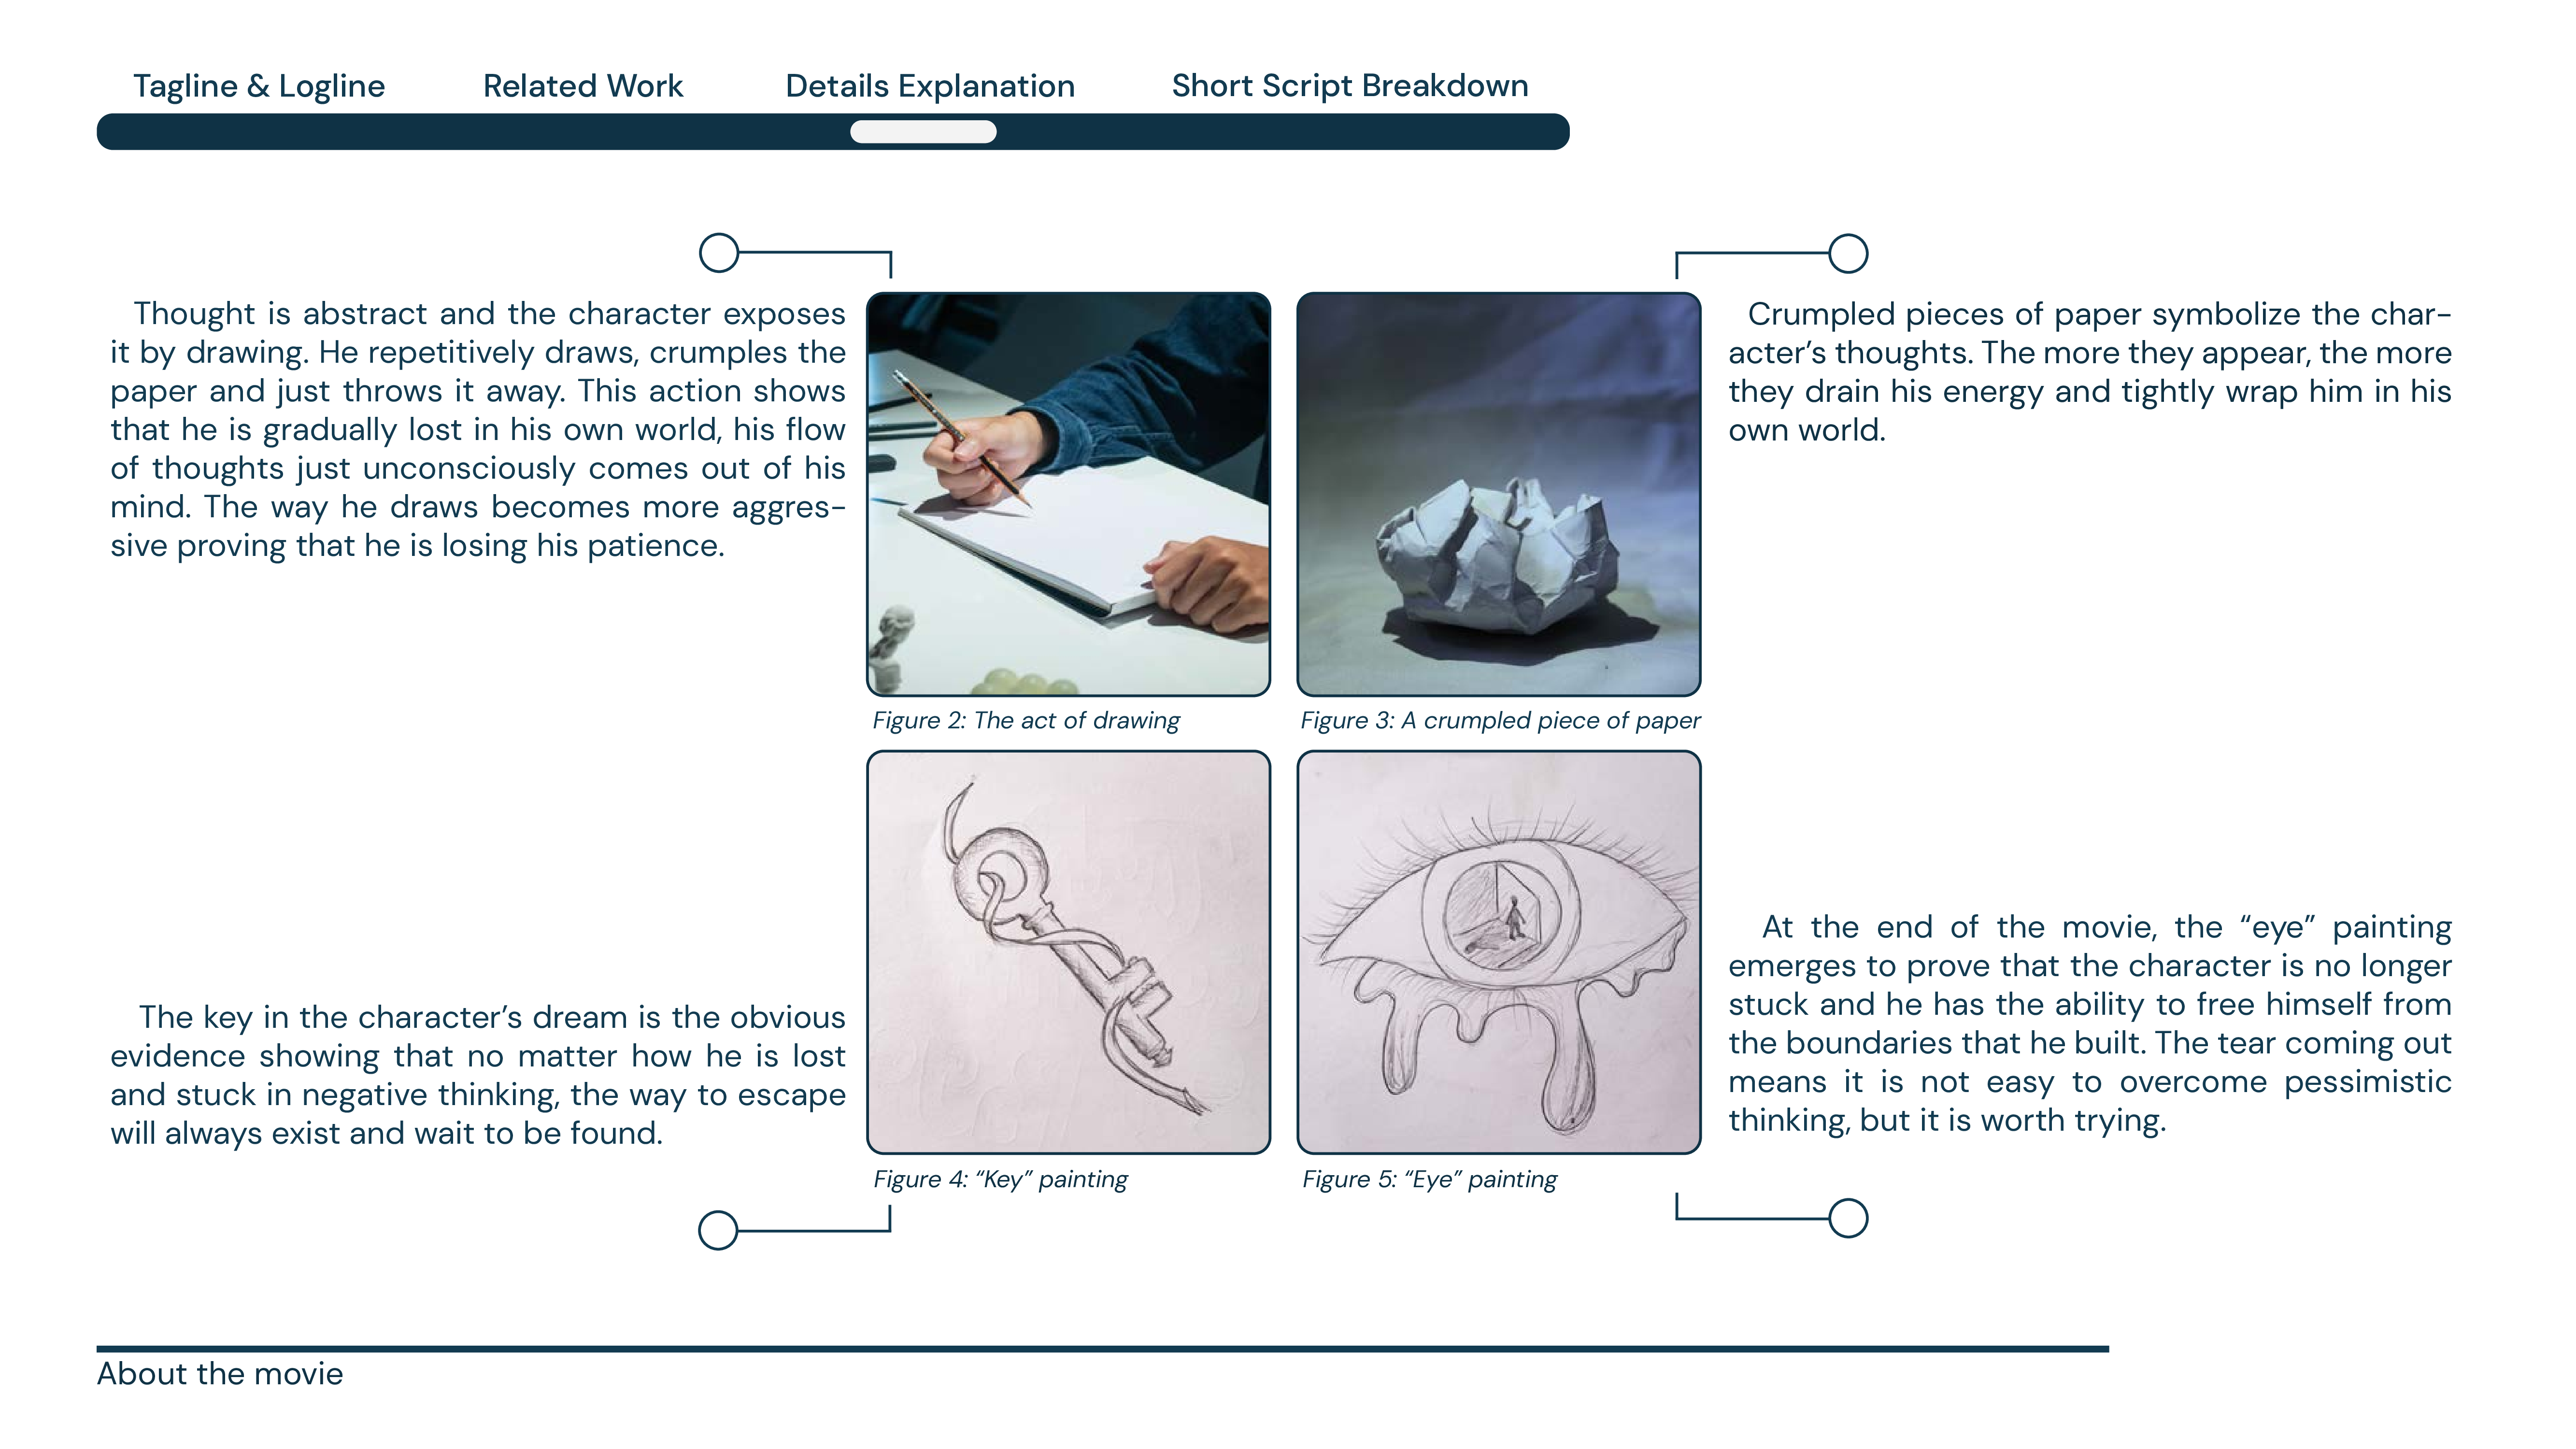 Tagline & Logline
Related Work
Details Explanation
Short Script Breakdown
Thought is abstract and the character exposes
it by drawing. He repetitively draws, crumples the
paper and just throws it away. This action shows
that he is gradually lost in his own world, his flow
of thoughts just unconsciously comes out of his
mind. The way he draws becomes more aggres-
sive proving that he is losing his patience.
Crumpled pieces of paper symbolize the char-
acter’s thoughts. The more they appear, the more
they drain his energy and tightly wrap him in his
own world.
Figure 2: The act of drawing
Figure 3: A crumpled piece of paper
The key in the character’s dream is the obvious
evidence showing that no matter how he is lost
and stuck in negative thinking, the way to escape
will always exist and wait to be found.
At the end of the movie, the “eye” painting
emerges to prove that the character is no longer
stuck and he has the ability to free himself from
the boundaries that he built. The tear coming out
means it is not easy to overcome pessimistic
thinking, but it is worth trying.
Figure 4: “Key” painting
Figure 5: “Eye” painting
About the movie